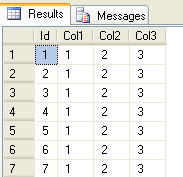 Results Messages
Id Col1 Col2 Col3
1 1 1 2 3
2 2 1 2 3
3 3 1 2 3
4 4 1 2 3
5 5 1 2 3
6 6 1 2 3
7 7 1 2 3